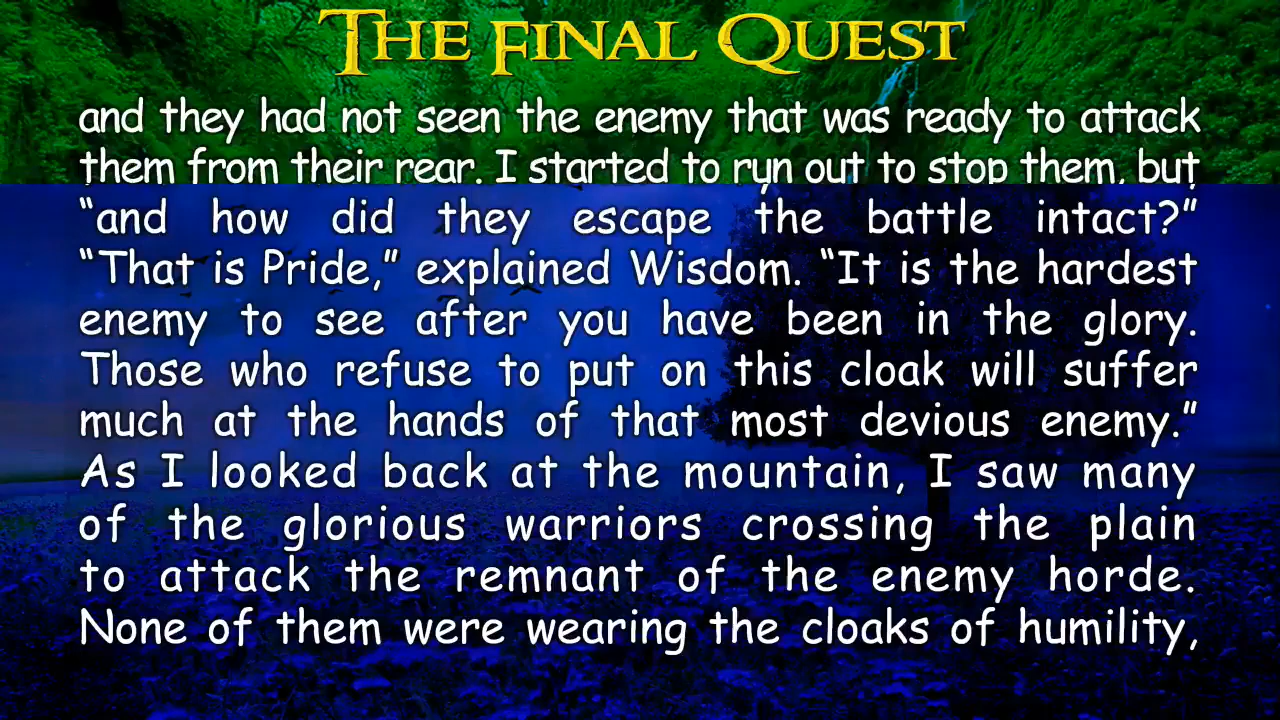 THE FINAL QUEST
and they had not seen the enemy that was ready to attack
them from their rear. I started to run out to stop them, but
“and how did they escape the battle intact?”
“That is Pride,” explained Wisdom. “It is the hardest
enemy to see after you have been in the glory.
Those who refuse to put on this cloak will suffer
much at the hands of that most devious enemy.”
As I looked back at the mountain, I saw many
of the glorious warriors crossing the plain
to attack the remnant of the enemy horde.
None of them were wearing the cloaks of humility,